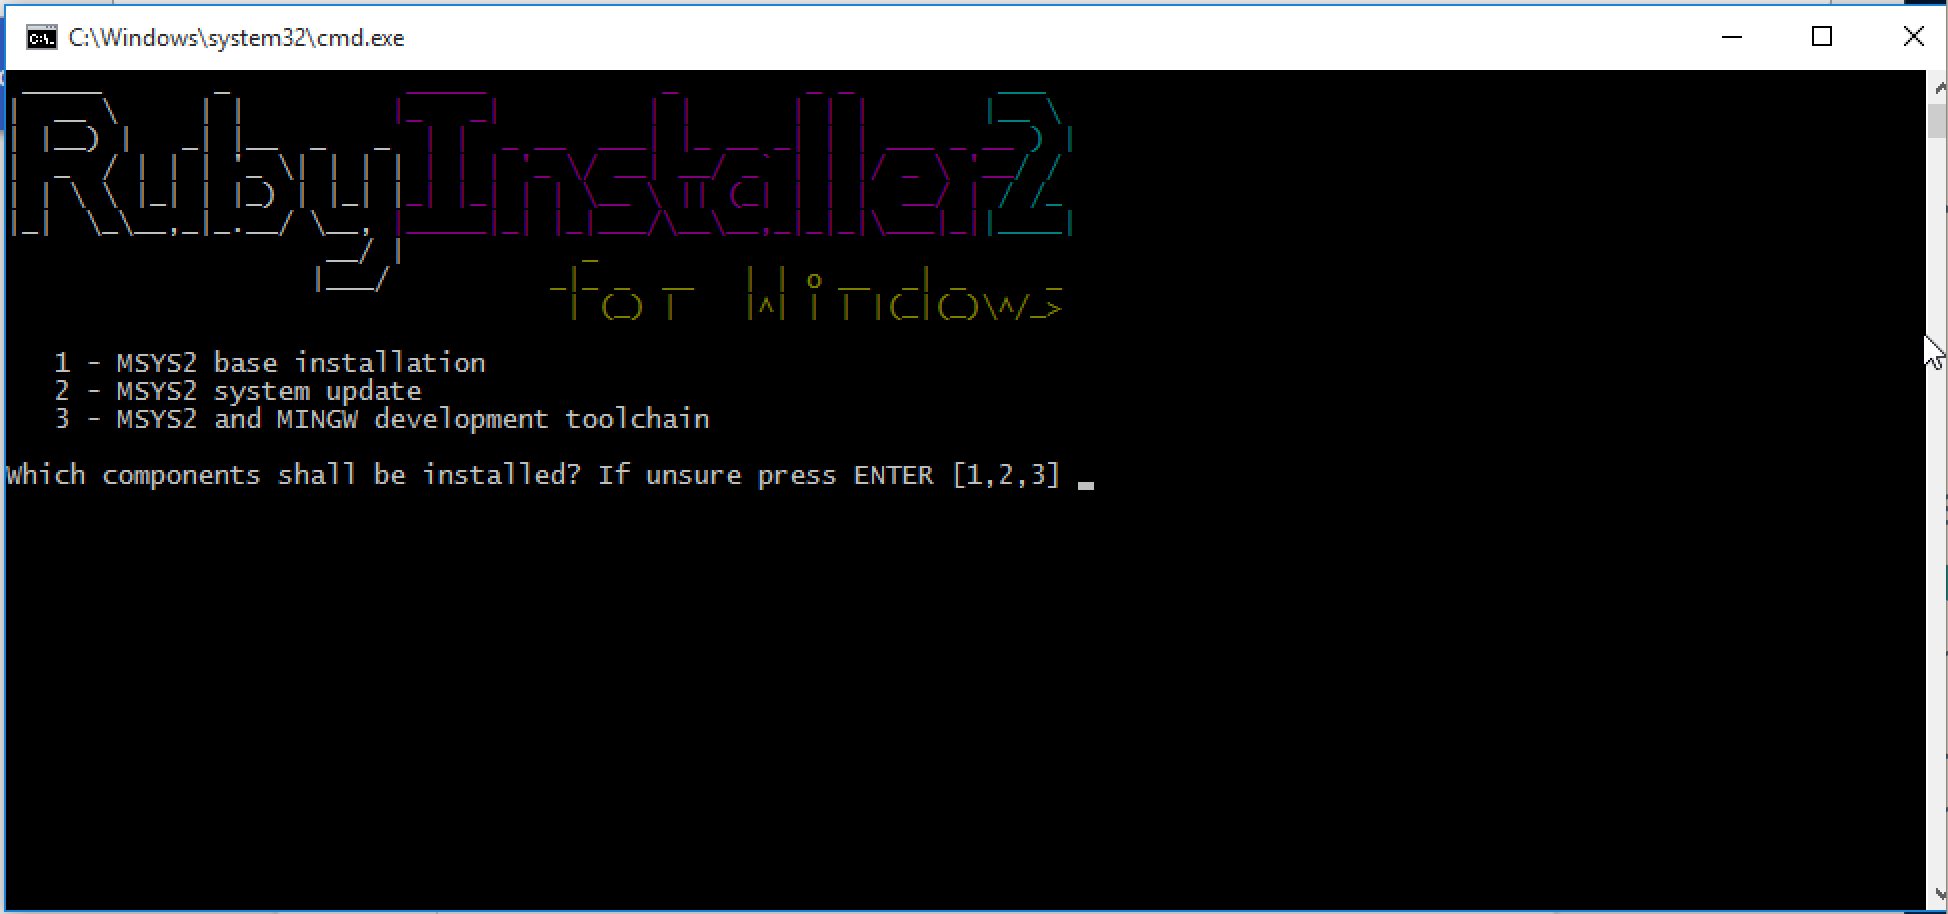 C:\Windows\system32\cmd.exe
RubyInstaller2
for Windows
1 - MSYS2 base installation
2 - MSYS2 system update
3 - MSYS2 and MINGW development toolchain
Which components shall be installed? If unsure press ENTER [1,2,3]